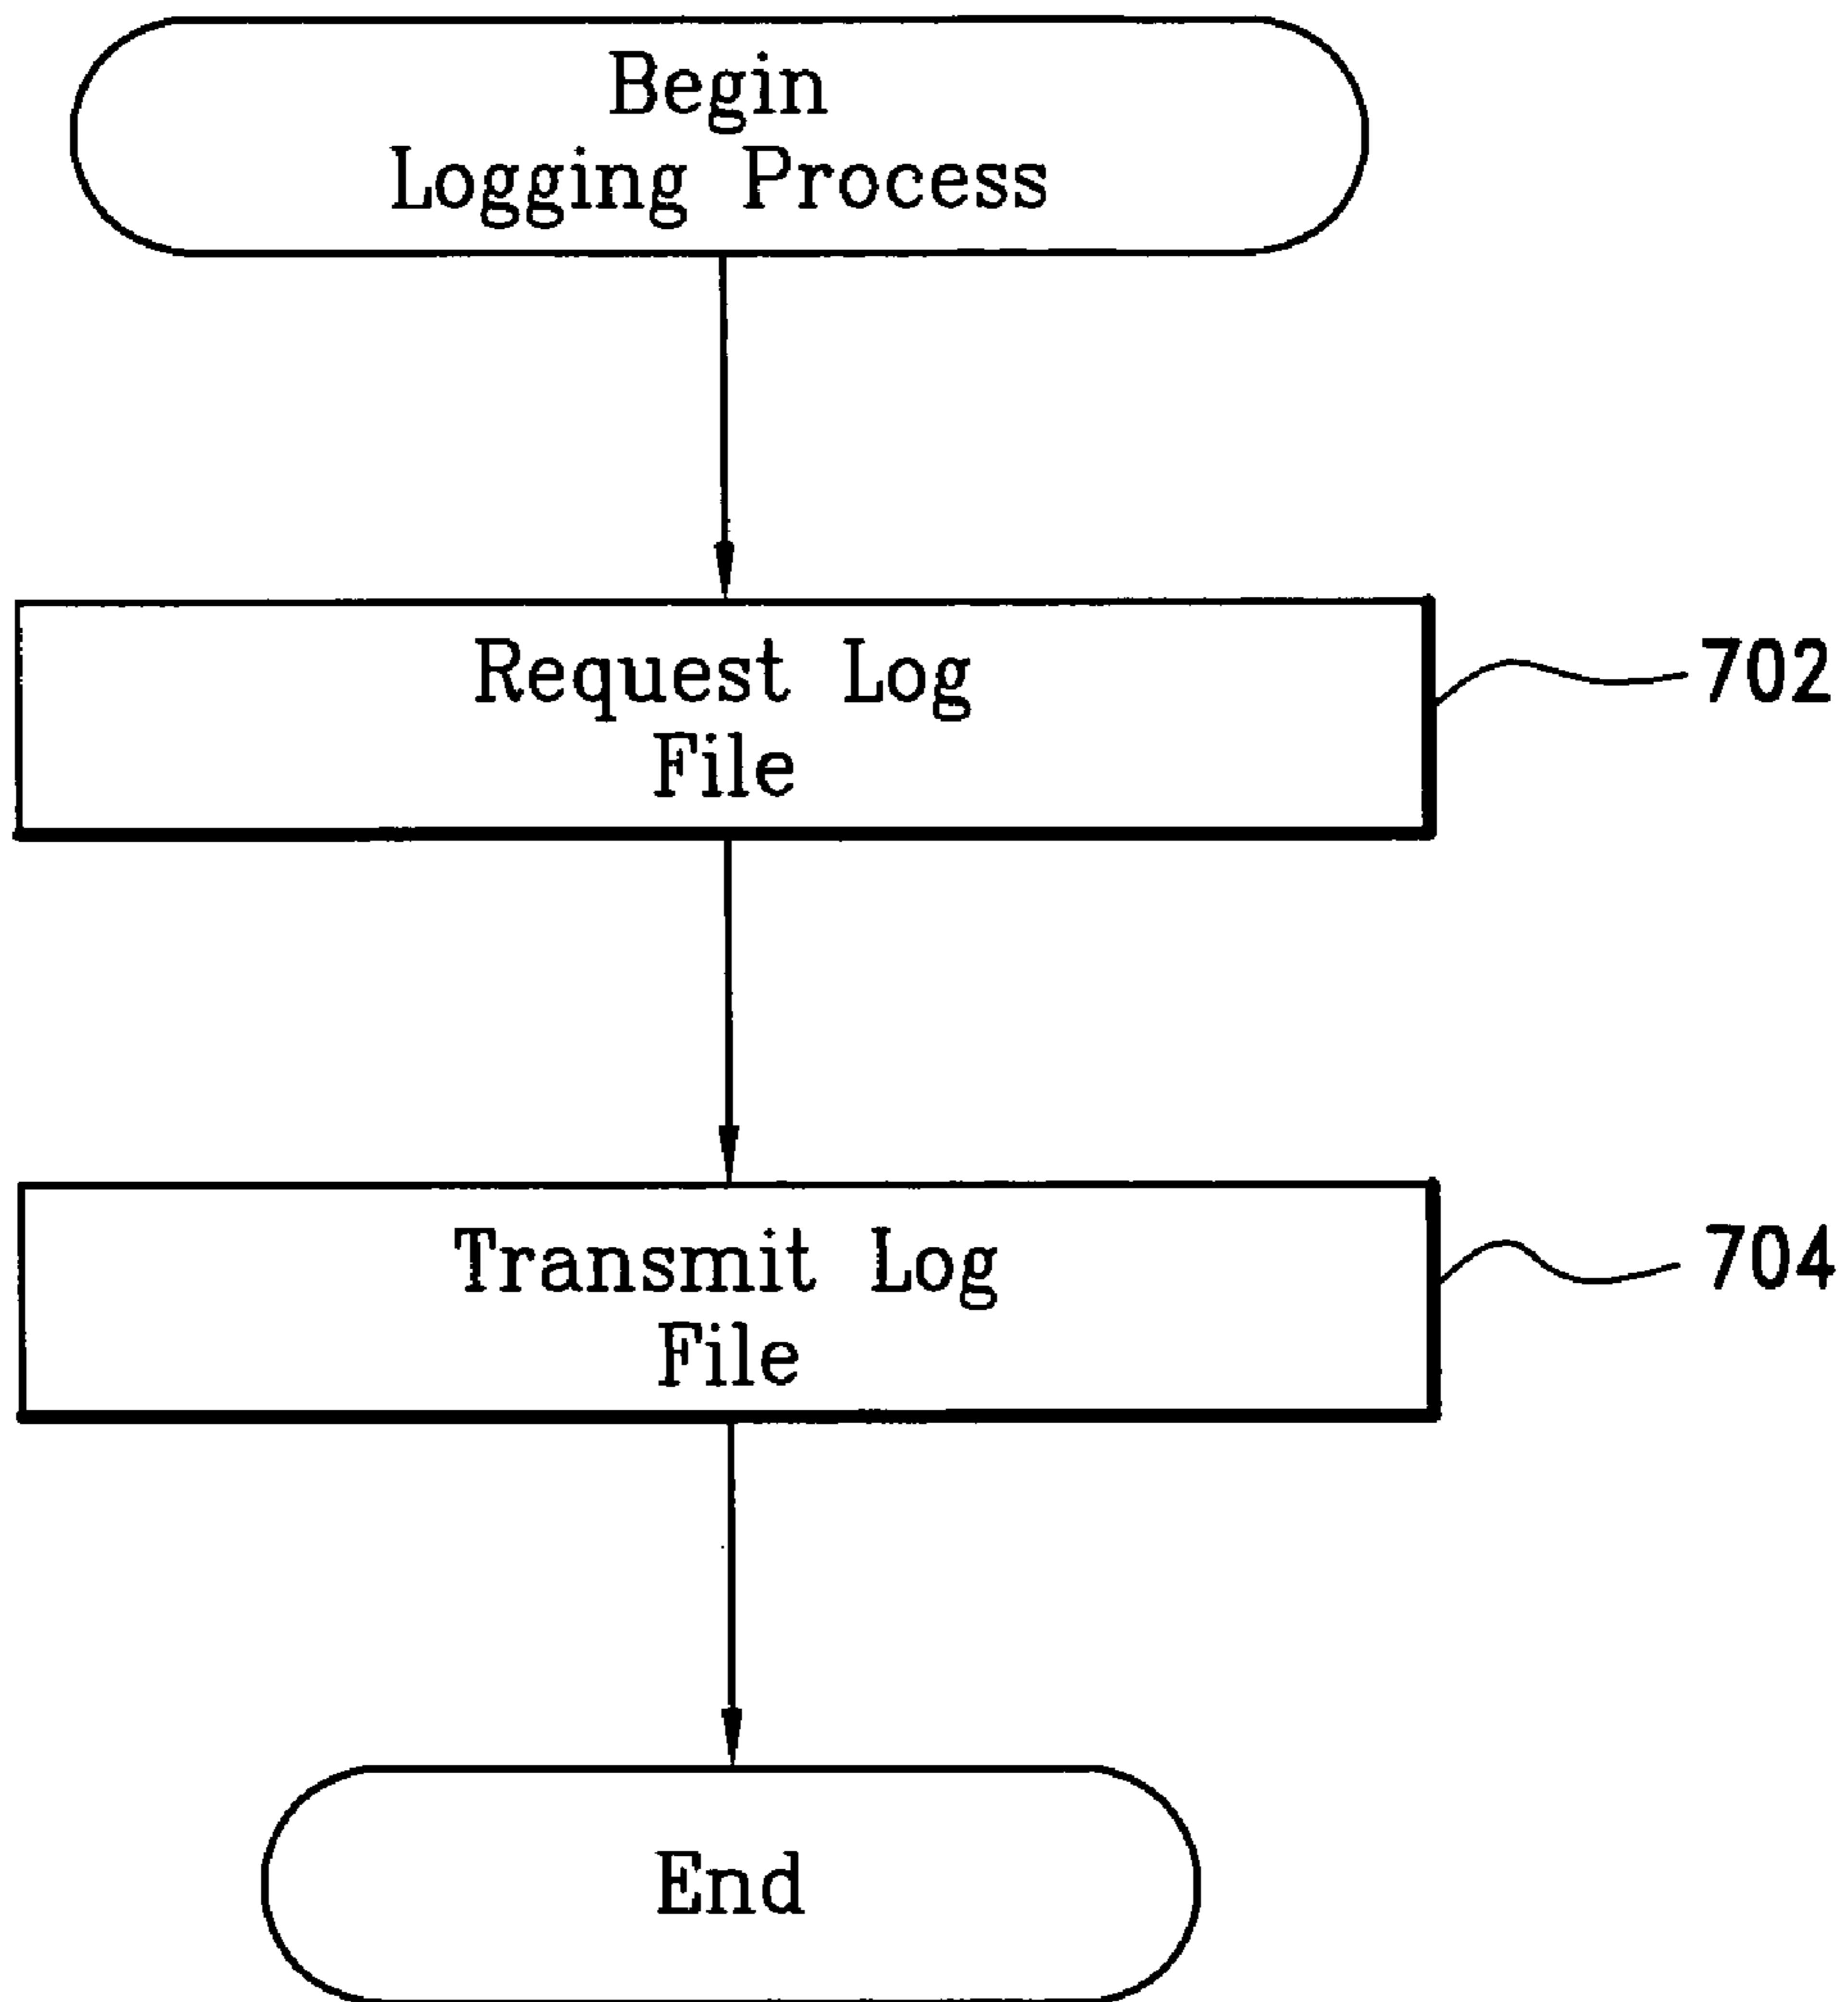 Begin
Logging Process
Request Log
File
702
Transmit Log
File
704
End